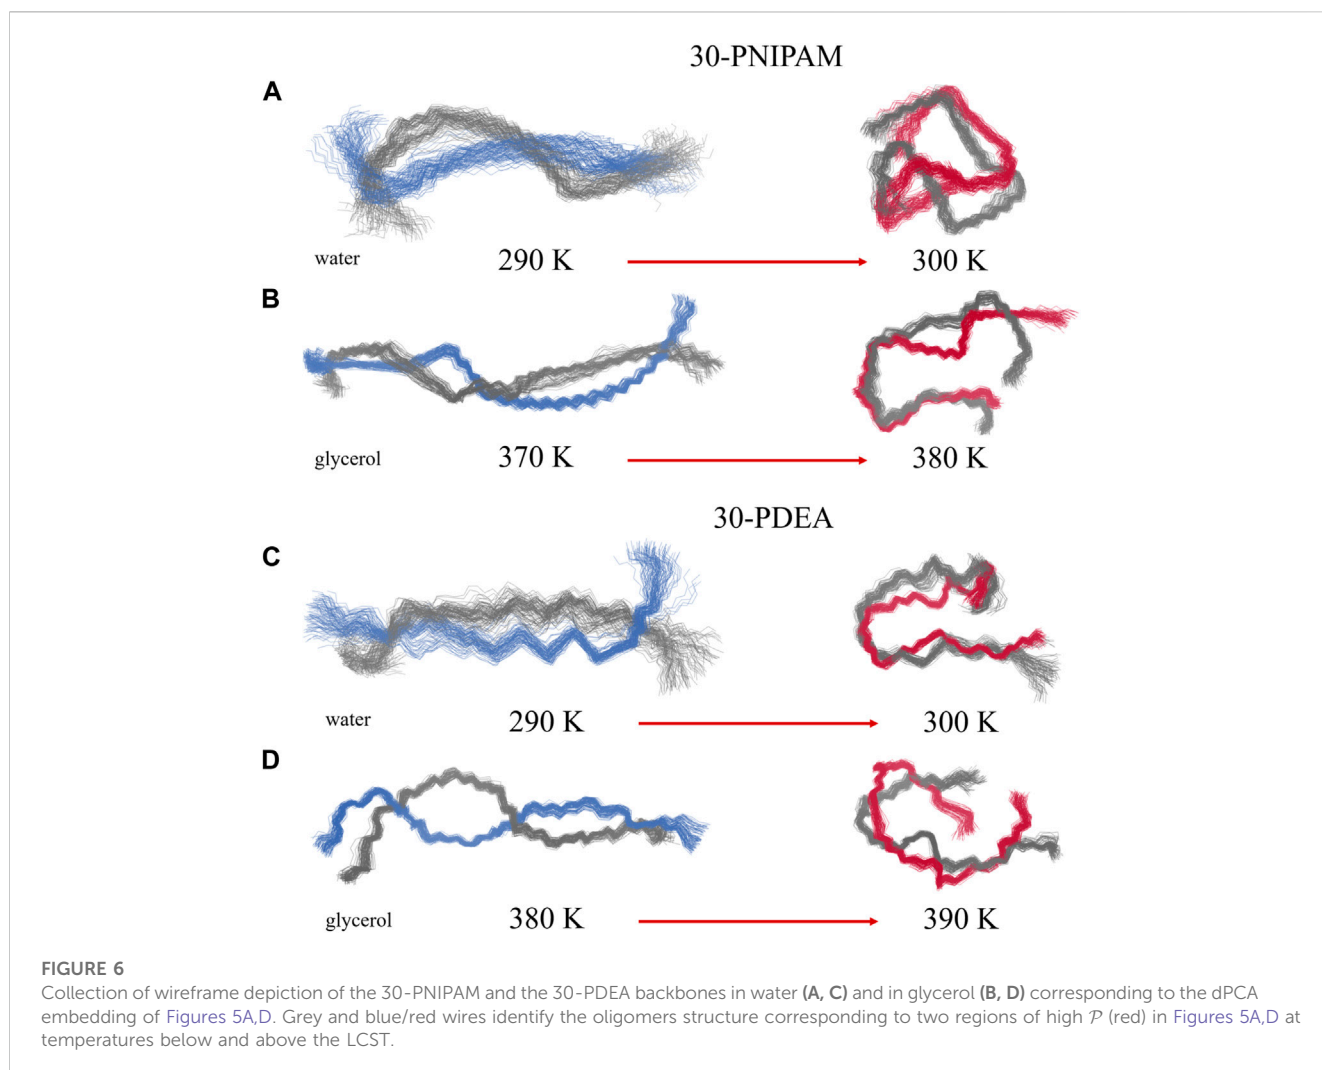 30-PNIPAM
A
water
290 K
300 K
B
glycerol
370 K
380 K
30-PDEA
C
water
290 K
300 K
D
glycerol
380 K
390 K
FIGURE 6
Collection of wireframe depiction of the 30-PNIPAM and the 30-PDEA backbones in water (A, C) and in glycerol (B, D) corresponding to the dPCA
embedding of Figures 5A,D. Grey and blue/red wires identify the oligomers structure corresponding to two regions of high 𝒫 (red) in Figures 5A,D at
temperatures below and above the LCST.